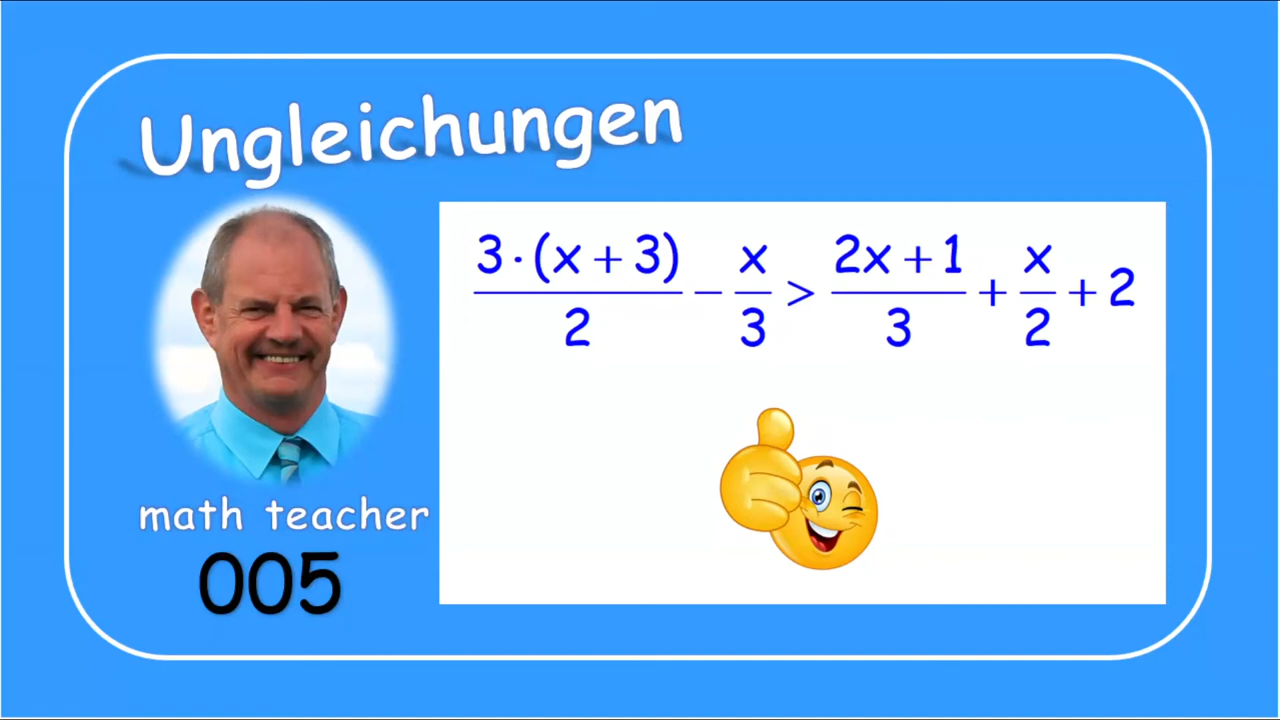 Ungleichungen
3·(x+3)/2 − x/3 > (2x+1)/3 + x/2 + 2
math teacher
005